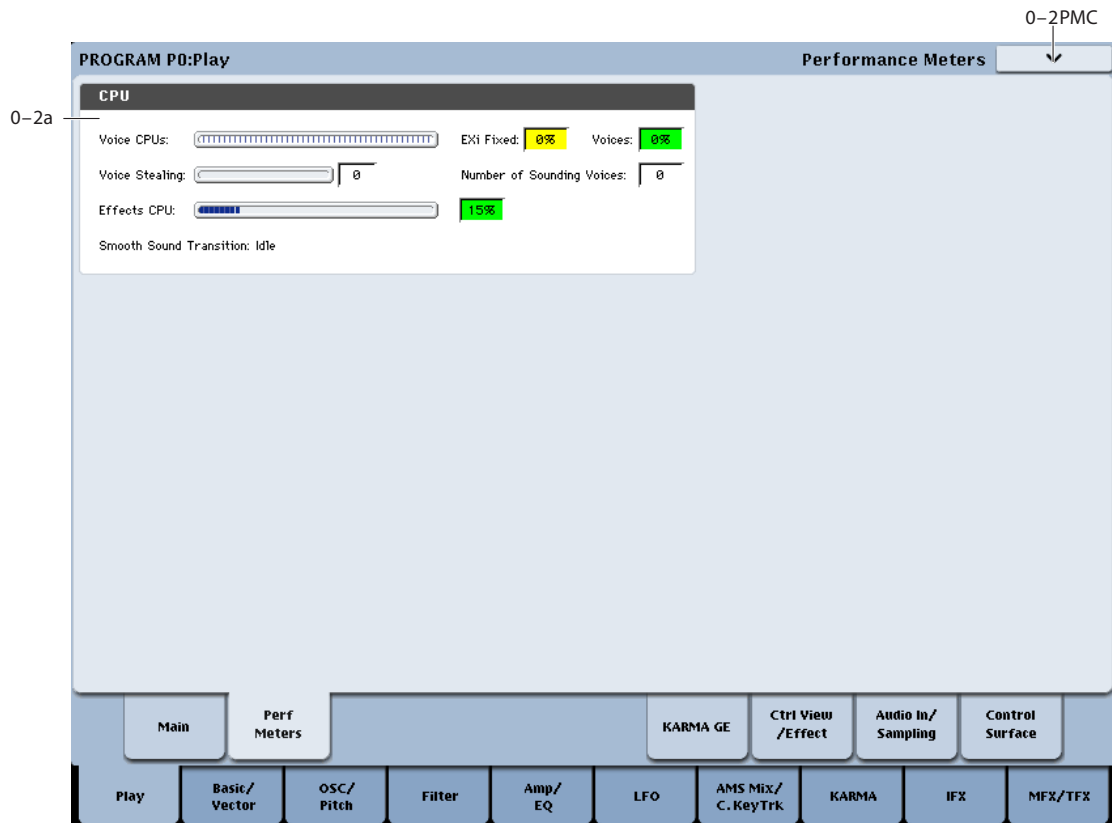 0–2PMC
PROGRAM P0:Play Performance Meters
CPU
0–2a
Voice CPUs: EXi Fixed: 0% Voices: 0%
Voice Stealing: 0 Number of Sounding Voices: 0
Effects CPU: 15%
Smooth Sound Transition: Idle
Main
Perf
Meters
KARMA GE
Ctrl View
/Effect
Audio In/
Sampling
Control
Surface
Play
Basic/
Vector
OSC/
Pitch
Filter
Amp/
EQ
LFO
AMS Mix/
C.KeyTrk
KARMA
IFX
MFX/TFX